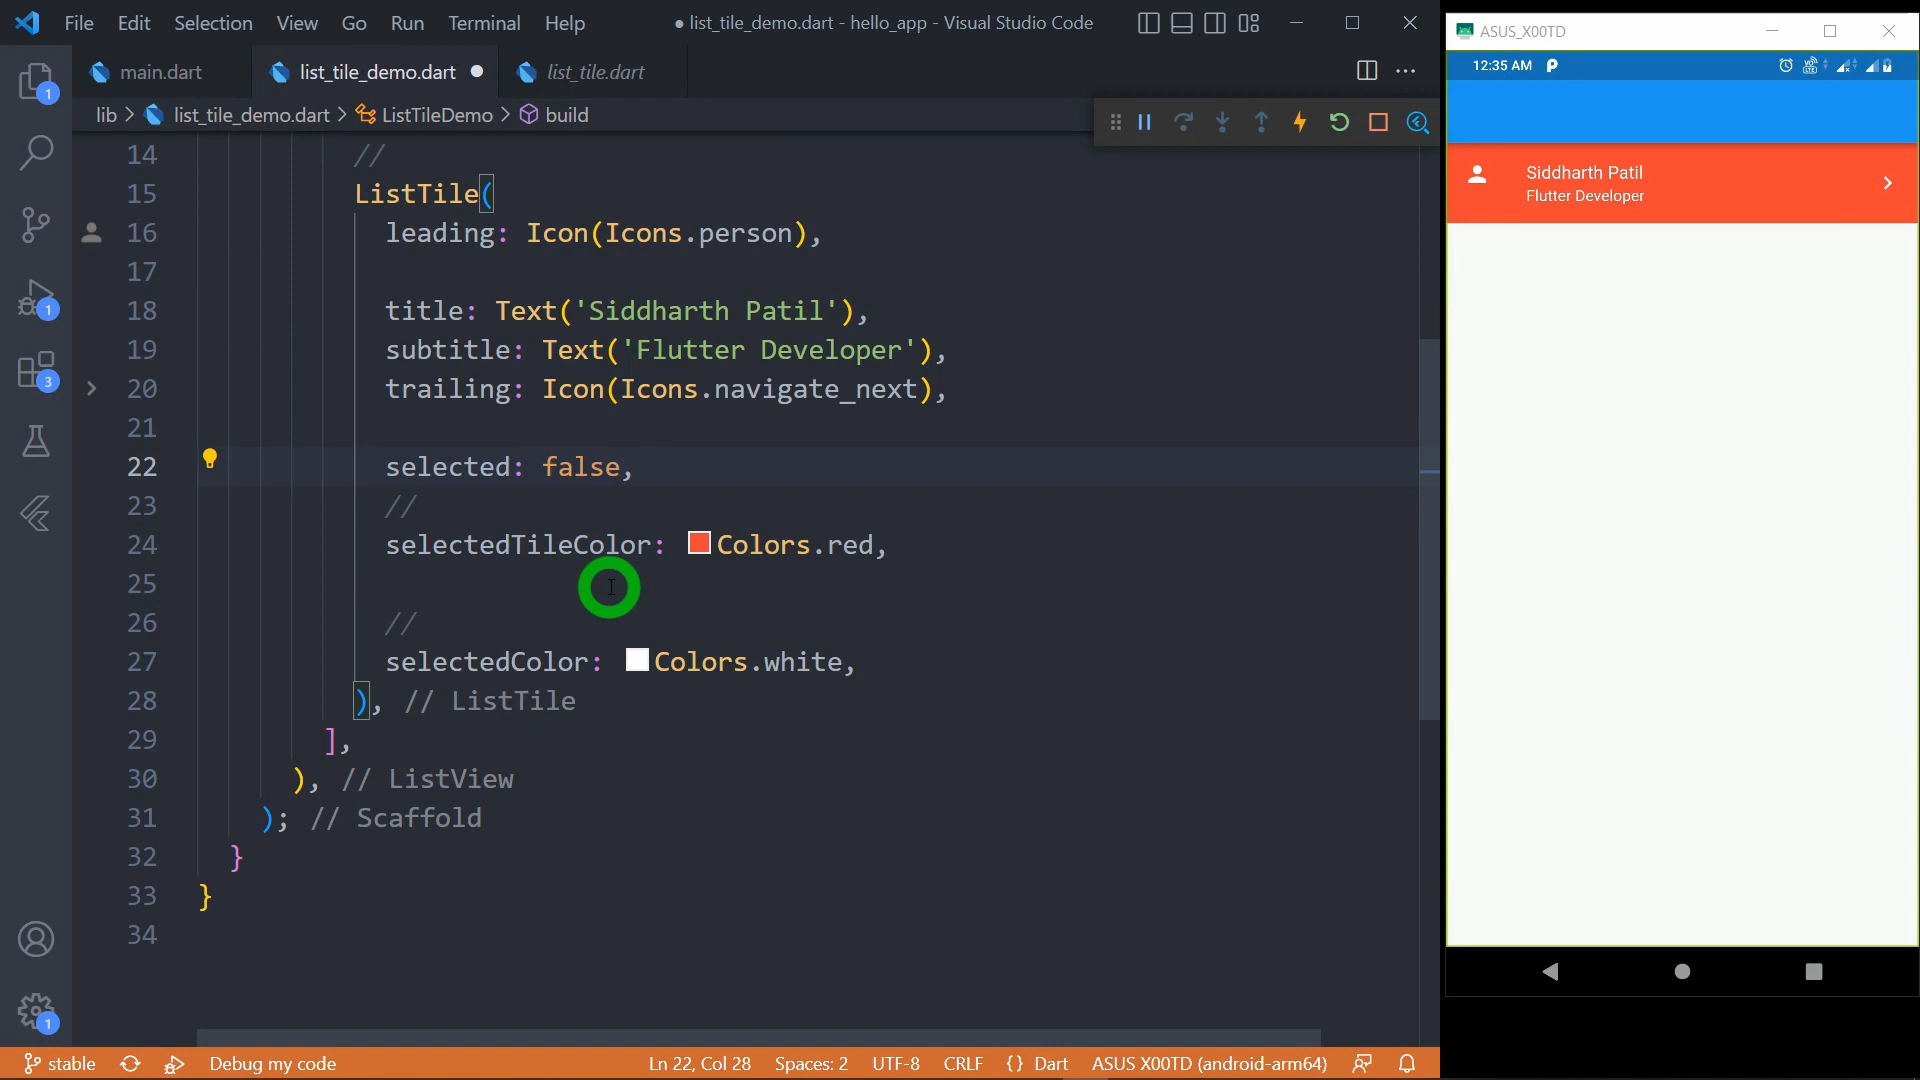 File Edit Selection View Go Run Terminal Help
● list_tile_demo.dart - hello_app - Visual Studio Code
main.dart list_tile_demo.dart list_tile.dart
lib > list_tile_demo.dart > ListTileDemo > build
14 //
15 ListTile(
16 leading: Icon(Icons.person),
17
18 title: Text('Siddharth Patil'),
19 subtitle: Text('Flutter Developer'),
20 trailing: Icon(Icons.navigate_next),
21
22 selected: false,
23 //
24 selectedTileColor: Colors.red,
25
26 //
27 selectedColor: Colors.white,
28 ), // ListTile
29 ],
30 ), // ListView
31 ); // Scaffold
32 }
33 }
34
1
1
3
1
stable Debug my code Ln 22, Col 28 Spaces: 2 UTF-8 CRLF {} Dart ASUS X00TD (android-arm64)
ASUS_X00TD
12:35 AM
Siddharth Patil
Flutter Developer